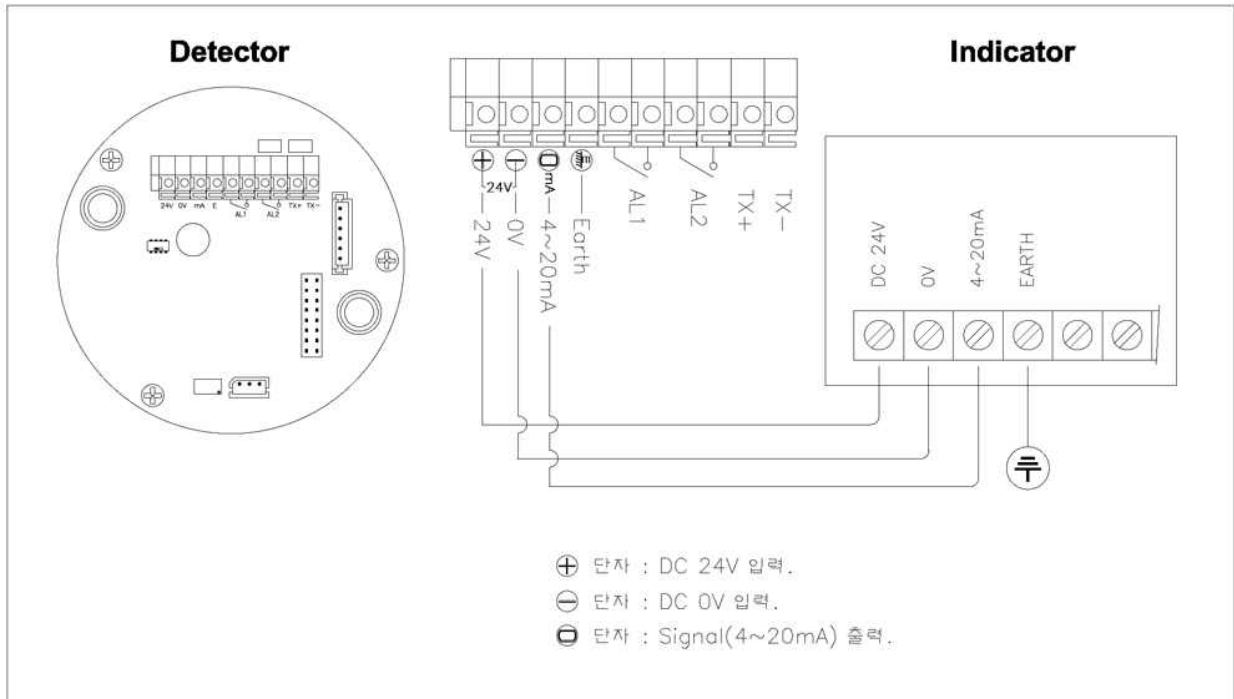 Detector
Indicator
24V 0V mA E AL1 AL2 TX+ TX-
24V
mA
24V
0V
4~20mA
Earth
AL1
AL2
TX+
TX-
DC 24V
0V
4~20mA
EARTH
단자 : DC 24V 입력.
단자 : DC 0V 입력.
단자 : Signal(4~20mA) 출력.